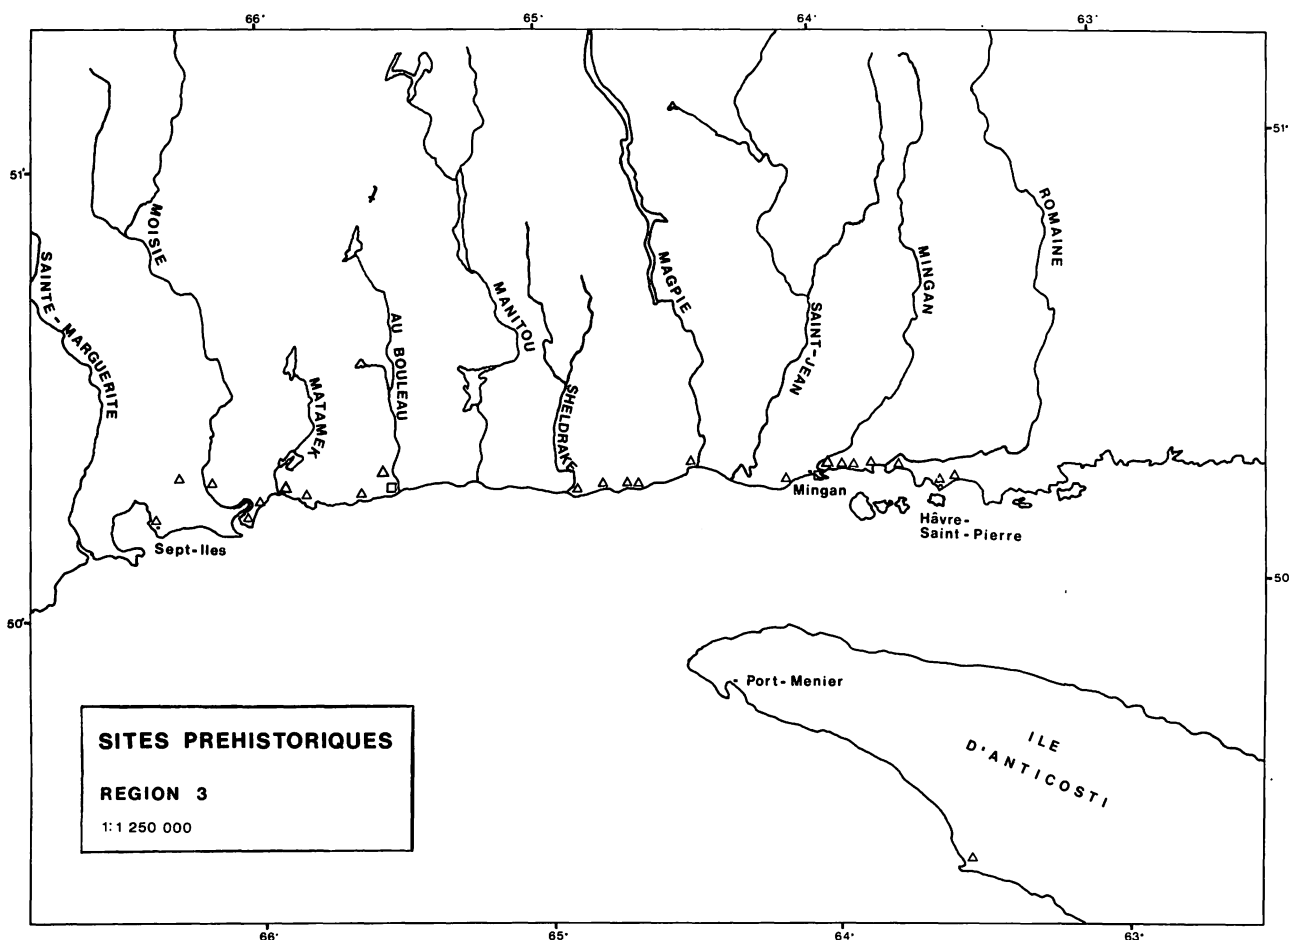 66°
65°
64°
63°
51°
51°
MOISIE
ROMAINE
SAINTE-MARGUERITE
MAGPIE
MINGAN
MANITOU
SAINT-JEAN
AU BOULEAU
MATAMEK
SHELDRAKE
Mingan
Hâvre-
Saint-Pierre
Sept-Iles
50°
50
Port-Menier
ILE
D'ANTICOSTI
SITES PREHISTORIQUES
REGION 3
1:1 250 000
66°
65°
64°
63°